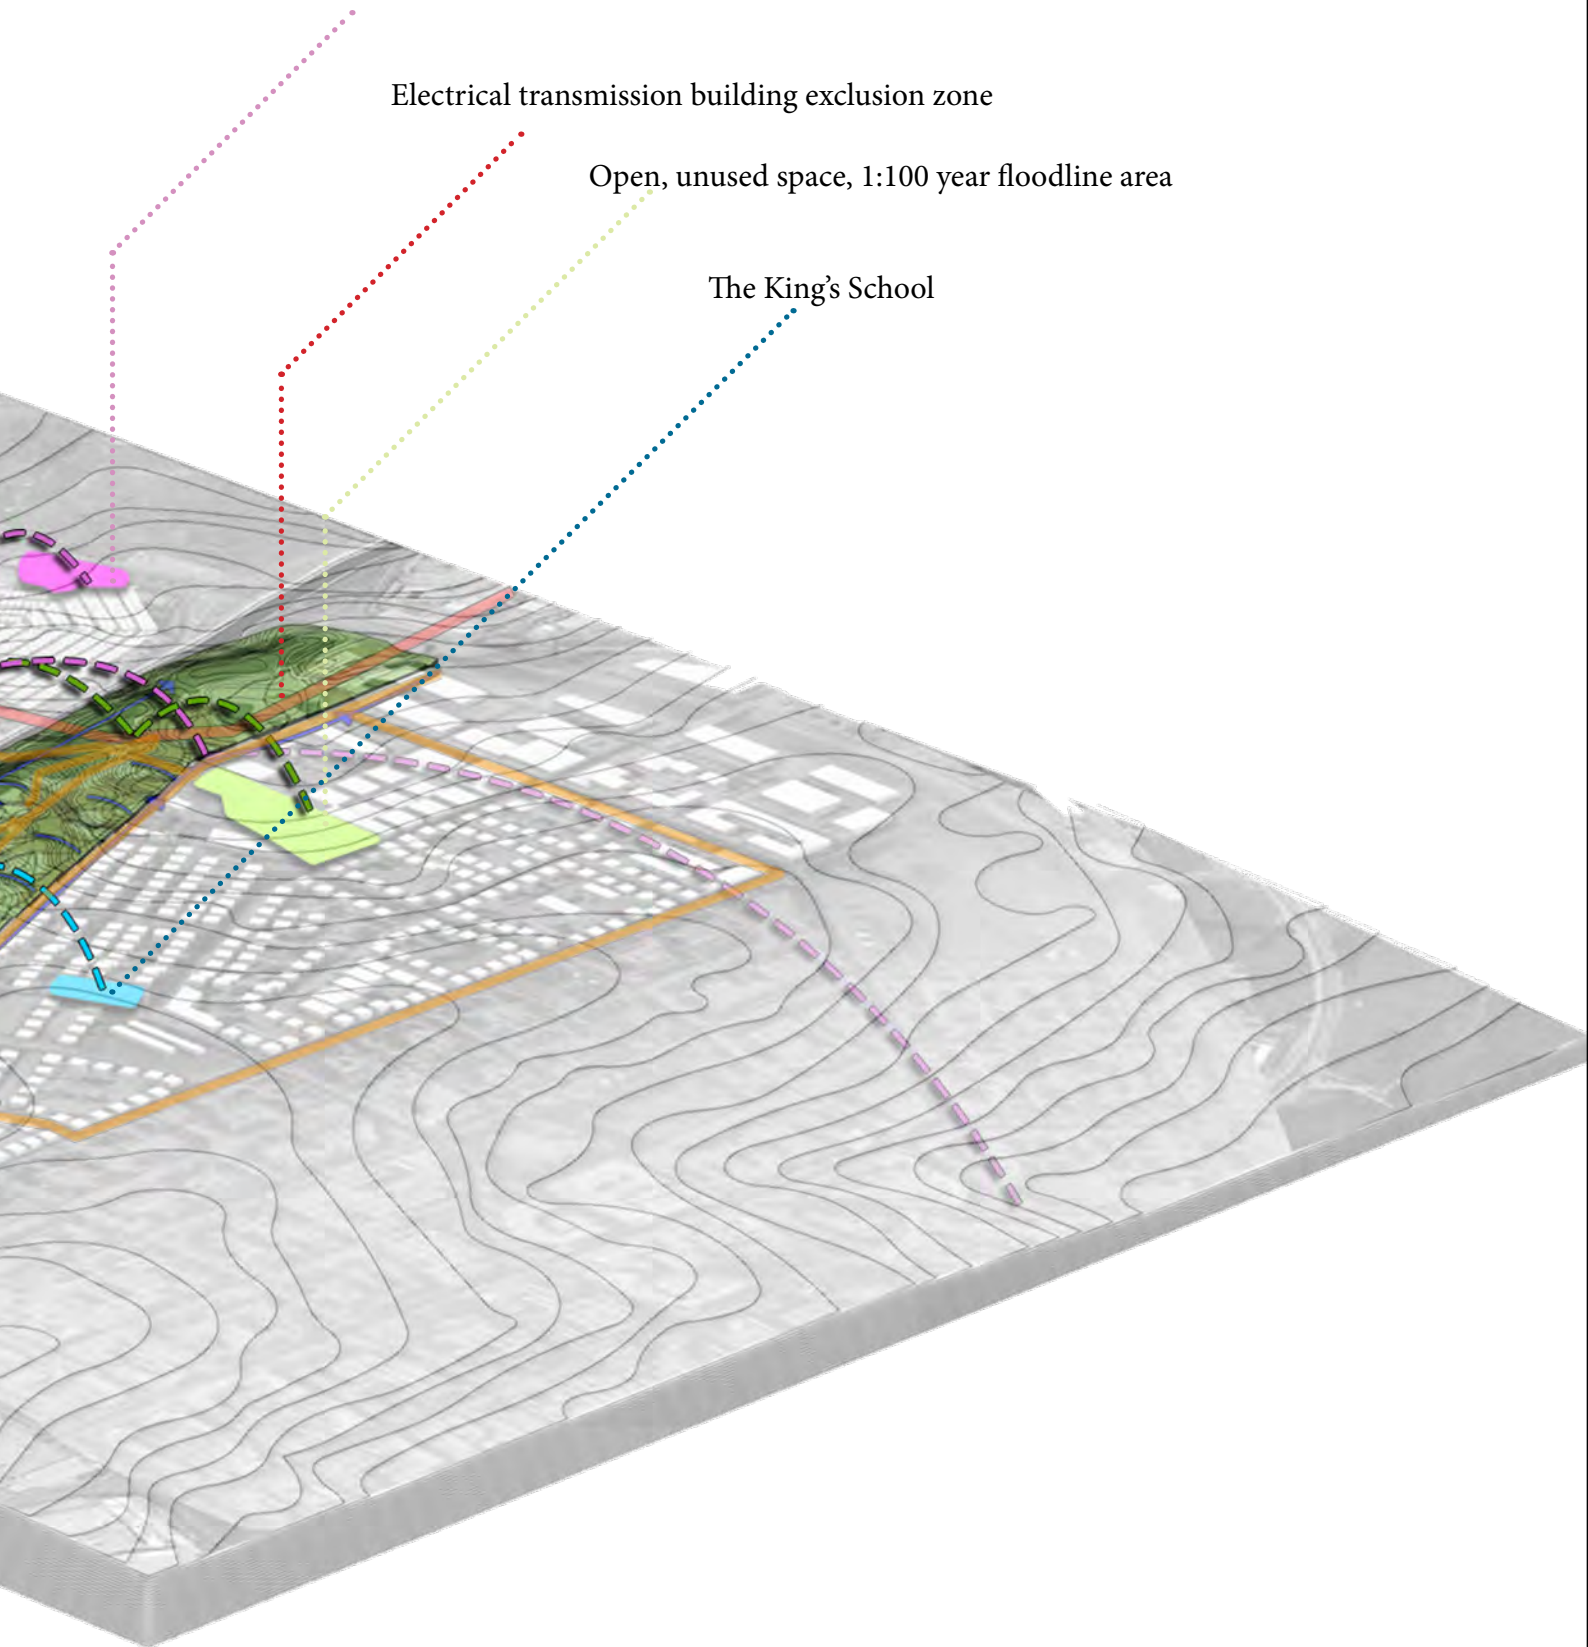 Electrical transmission building exclusion zone
Open, unused space, 1:100 year floodline area
The King's School